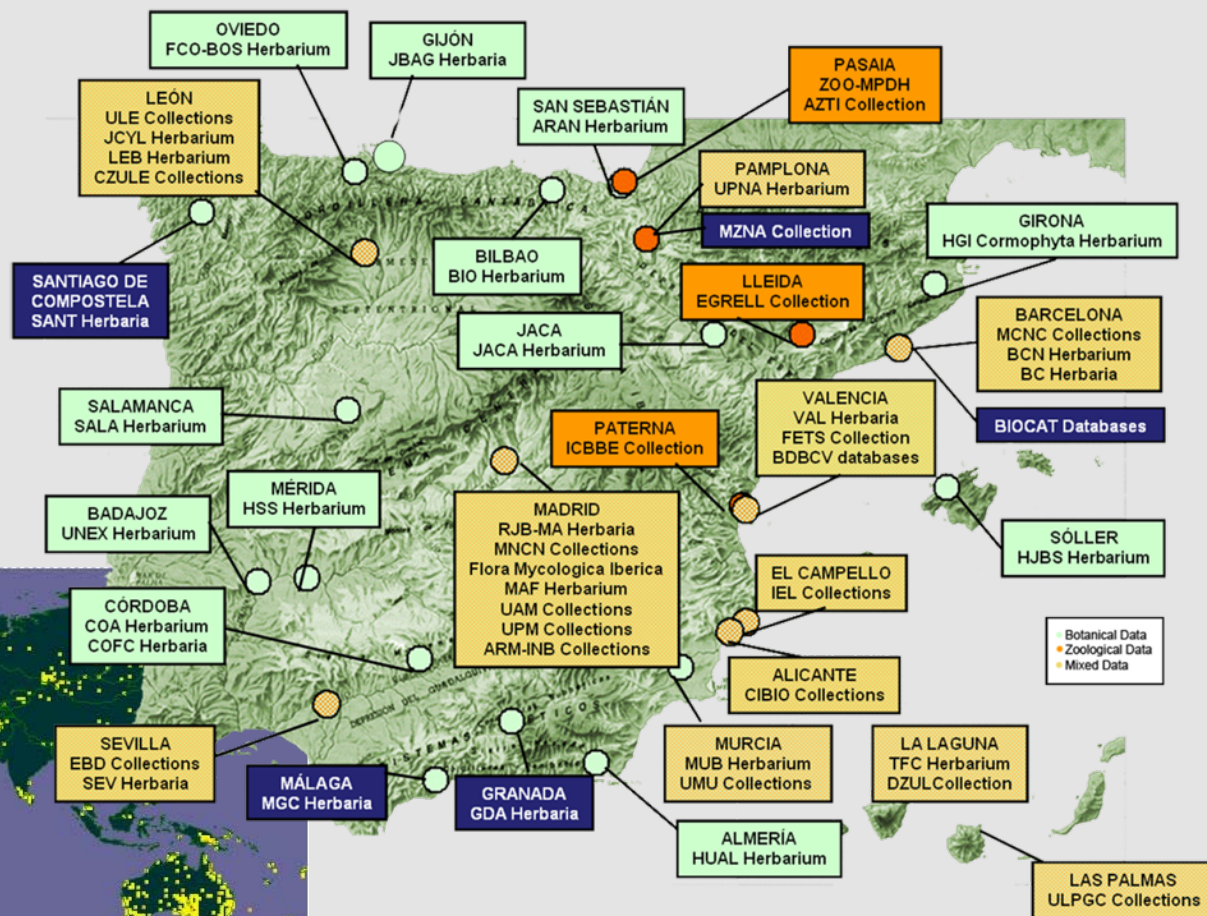 OVIEDO
FCO-BOS Herbarium
GIJÓN
JBAG Herbaria
PASAIA
ZOO-MPDH
AZTI Collection
LEÓN
ULE Collections
JCYL Herbarium
LEB Herbarium
CZULE Collections
SAN SEBASTIÁN
ARAN Herbarium
PAMPLONA
UPNA Herbarium
MZNA Collection
GIRONA
HGI Cormophyta Herbarium
BILBAO
BIO Herbarium
SANTIAGO DE
COMPOSTELA
SANT Herbaria
LLEIDA
EGRELL Collection
JACA
JACA Herbarium
BARCELONA
MCNC Collections
BCN Herbarium
BC Herbaria
BIOCAT Databases
SALAMANCA
SALA Herbarium
PATERNA
ICBBE Collection
VALENCIA
VAL Herbaria
FETS Collection
BDBCV databases
MÉRIDA
HSS Herbarium
BADAJOZ
UNEX Herbarium
MADRID
RJB-MA Herbaria
MNCN Collections
Flora Mycologica Iberica
MAF Herbarium
UAM Collections
UPM Collections
ARM-INB Collections
SÓLLER
HJBS Herbarium
EL CAMPELLO
IEL Collections
CÓRDOBA
COA Herbarium
COFC Herbaria
Botanical Data
Zoological Data
Mixed Data
ALICANTE
CIBIO Collections
SEVILLA
EBD Collections
SEV Herbaria
MÁLAGA
MGC Herbaria
GRANADA
GDA Herbaria
MURCIA
MUB Herbarium
UMU Collections
LA LAGUNA
TFC Herbarium
DZULCollection
ALMERÍA
HUAL Herbarium
LAS PALMAS
ULPGC Collections
CORDILLERA CANTABRICA
SEPTENTRIONAL
DEPRESION DEL GUADALQUI